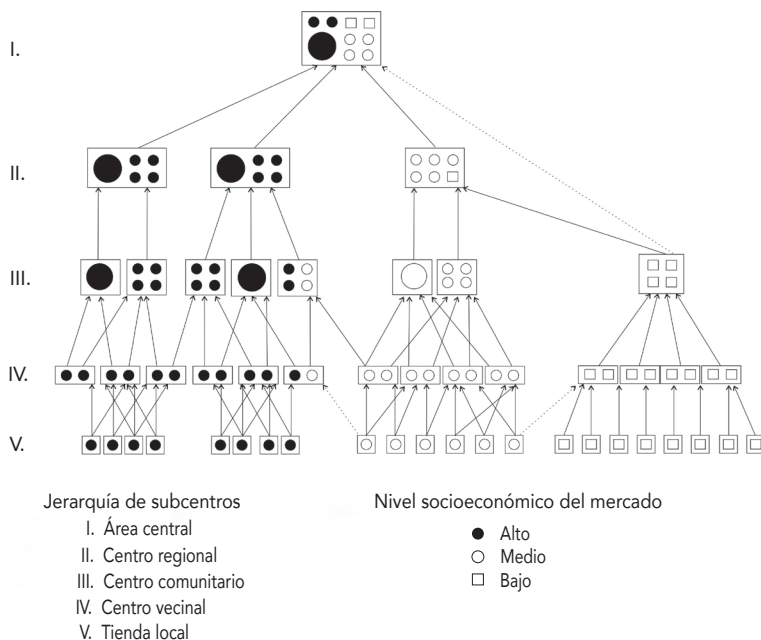 I.
II.
III.
IV.
V.
Jerarquía de subcentros
I. Área central
II. Centro regional
III. Centro comunitario
IV. Centro vecinal
V. Tienda local
Nivel socioeconómico del mercado
Alto
Medio
Bajo